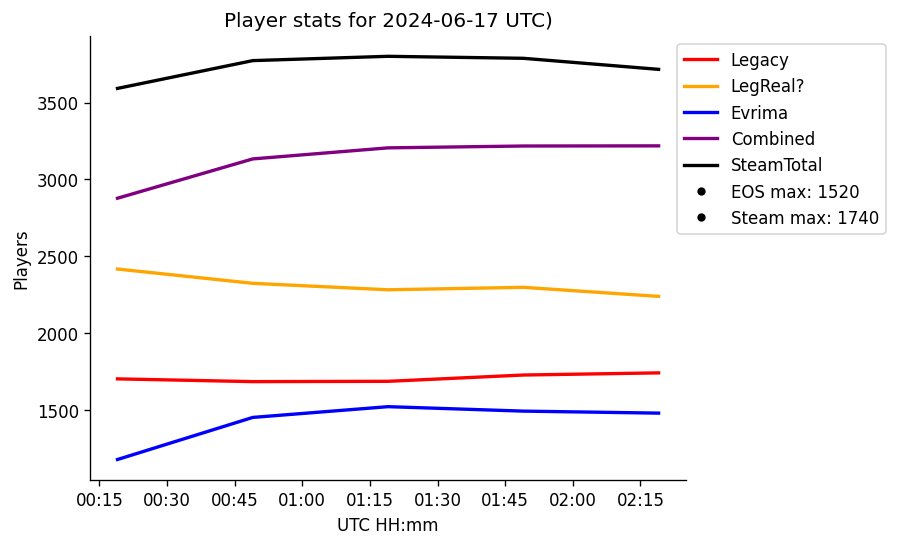 Player stats for 2024-06-17 UTC)
Legacy
LegReal?
Evrima
Combined
SteamTotal
EOS max: 1520
Steam max: 1740
Players
3500
3000
2500
2000
1500
00:15 00:30 00:45 01:00 01:15 01:30 01:45 02:00 02:15
UTC HH:mm